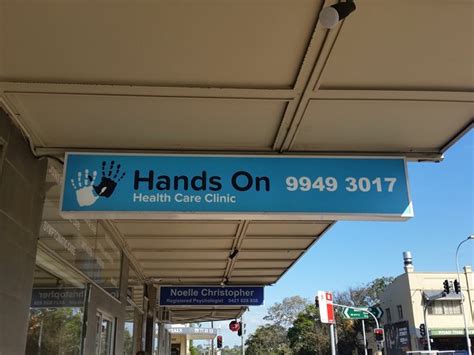 Hands On
Health Care Clinic
9949 3017
Noelle Christopher
Registered Psychologist